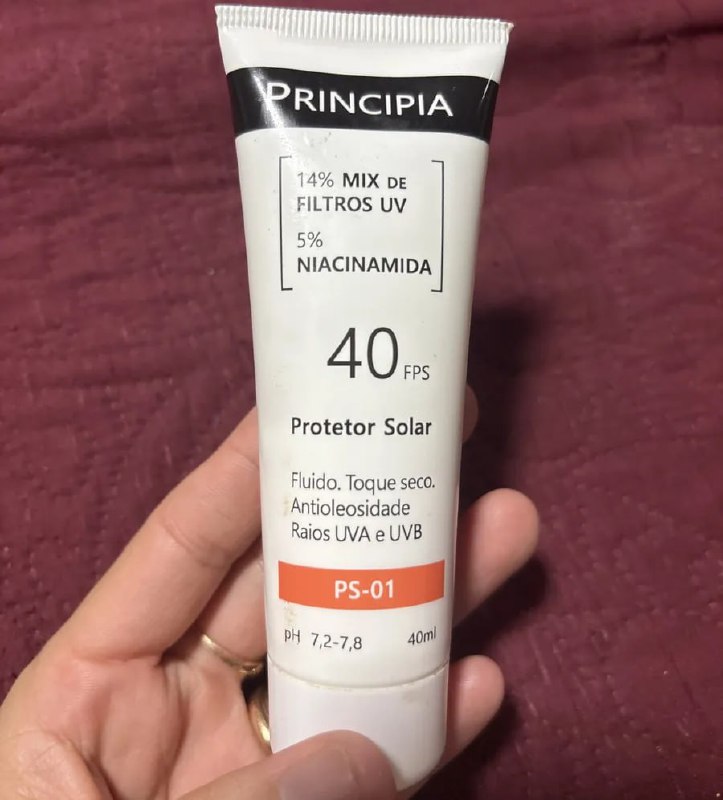 PRINCIPIA
14% MIX DE
FILTROS UV
5%
NIACINAMIDA
40 FPS
Protetor Solar
Fluido. Toque seco.
Antioleosidade
Raios UVA e UVB
PS-01
pH 7,2-7,8 40ml